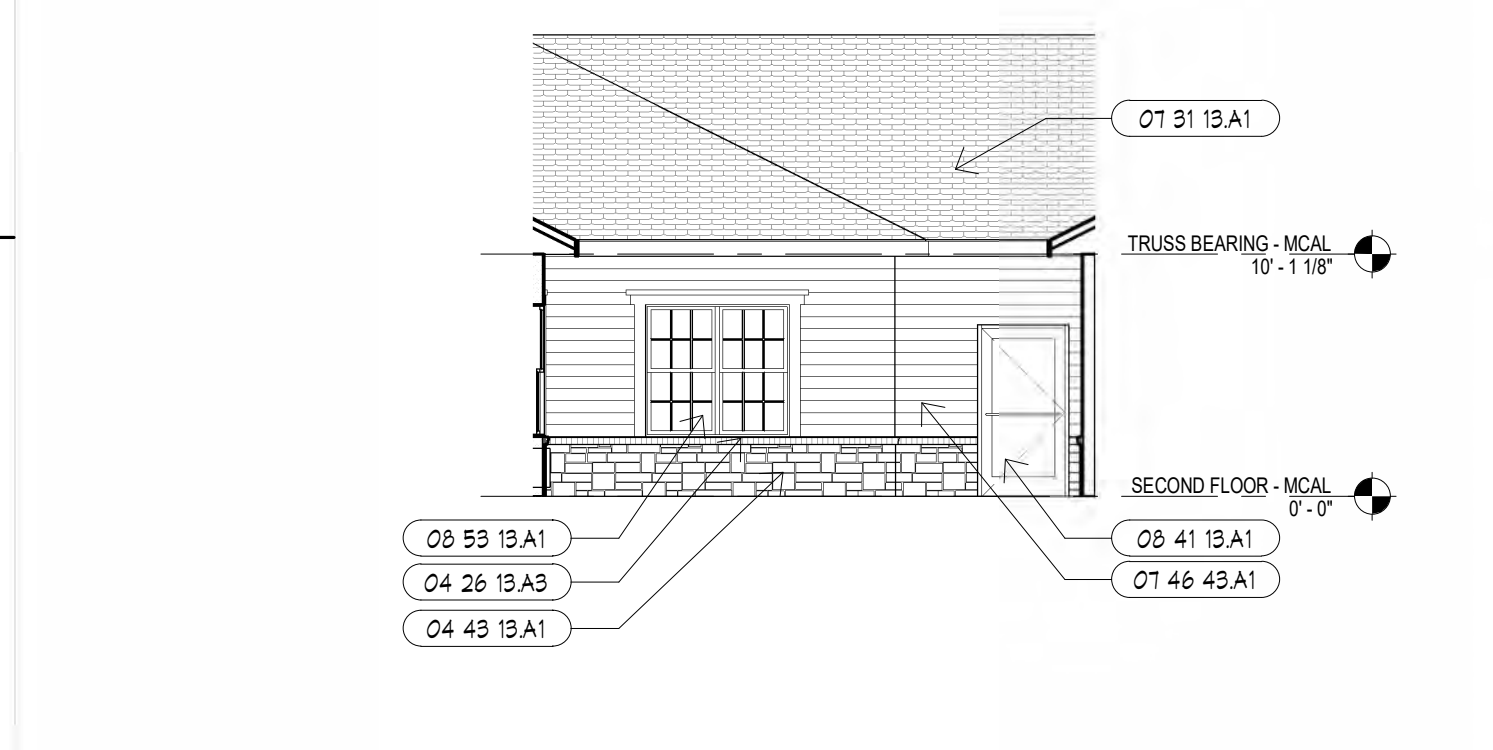 07 31 13.A1
TRUSS BEARING - MCAL
10' - 1 1/8"
SECOND FLOOR - MCAL
0' - 0"
08 53 13.A1
08 41 13.A1
04 26 13.A3
07 46 43.A1
04 43 13.A1